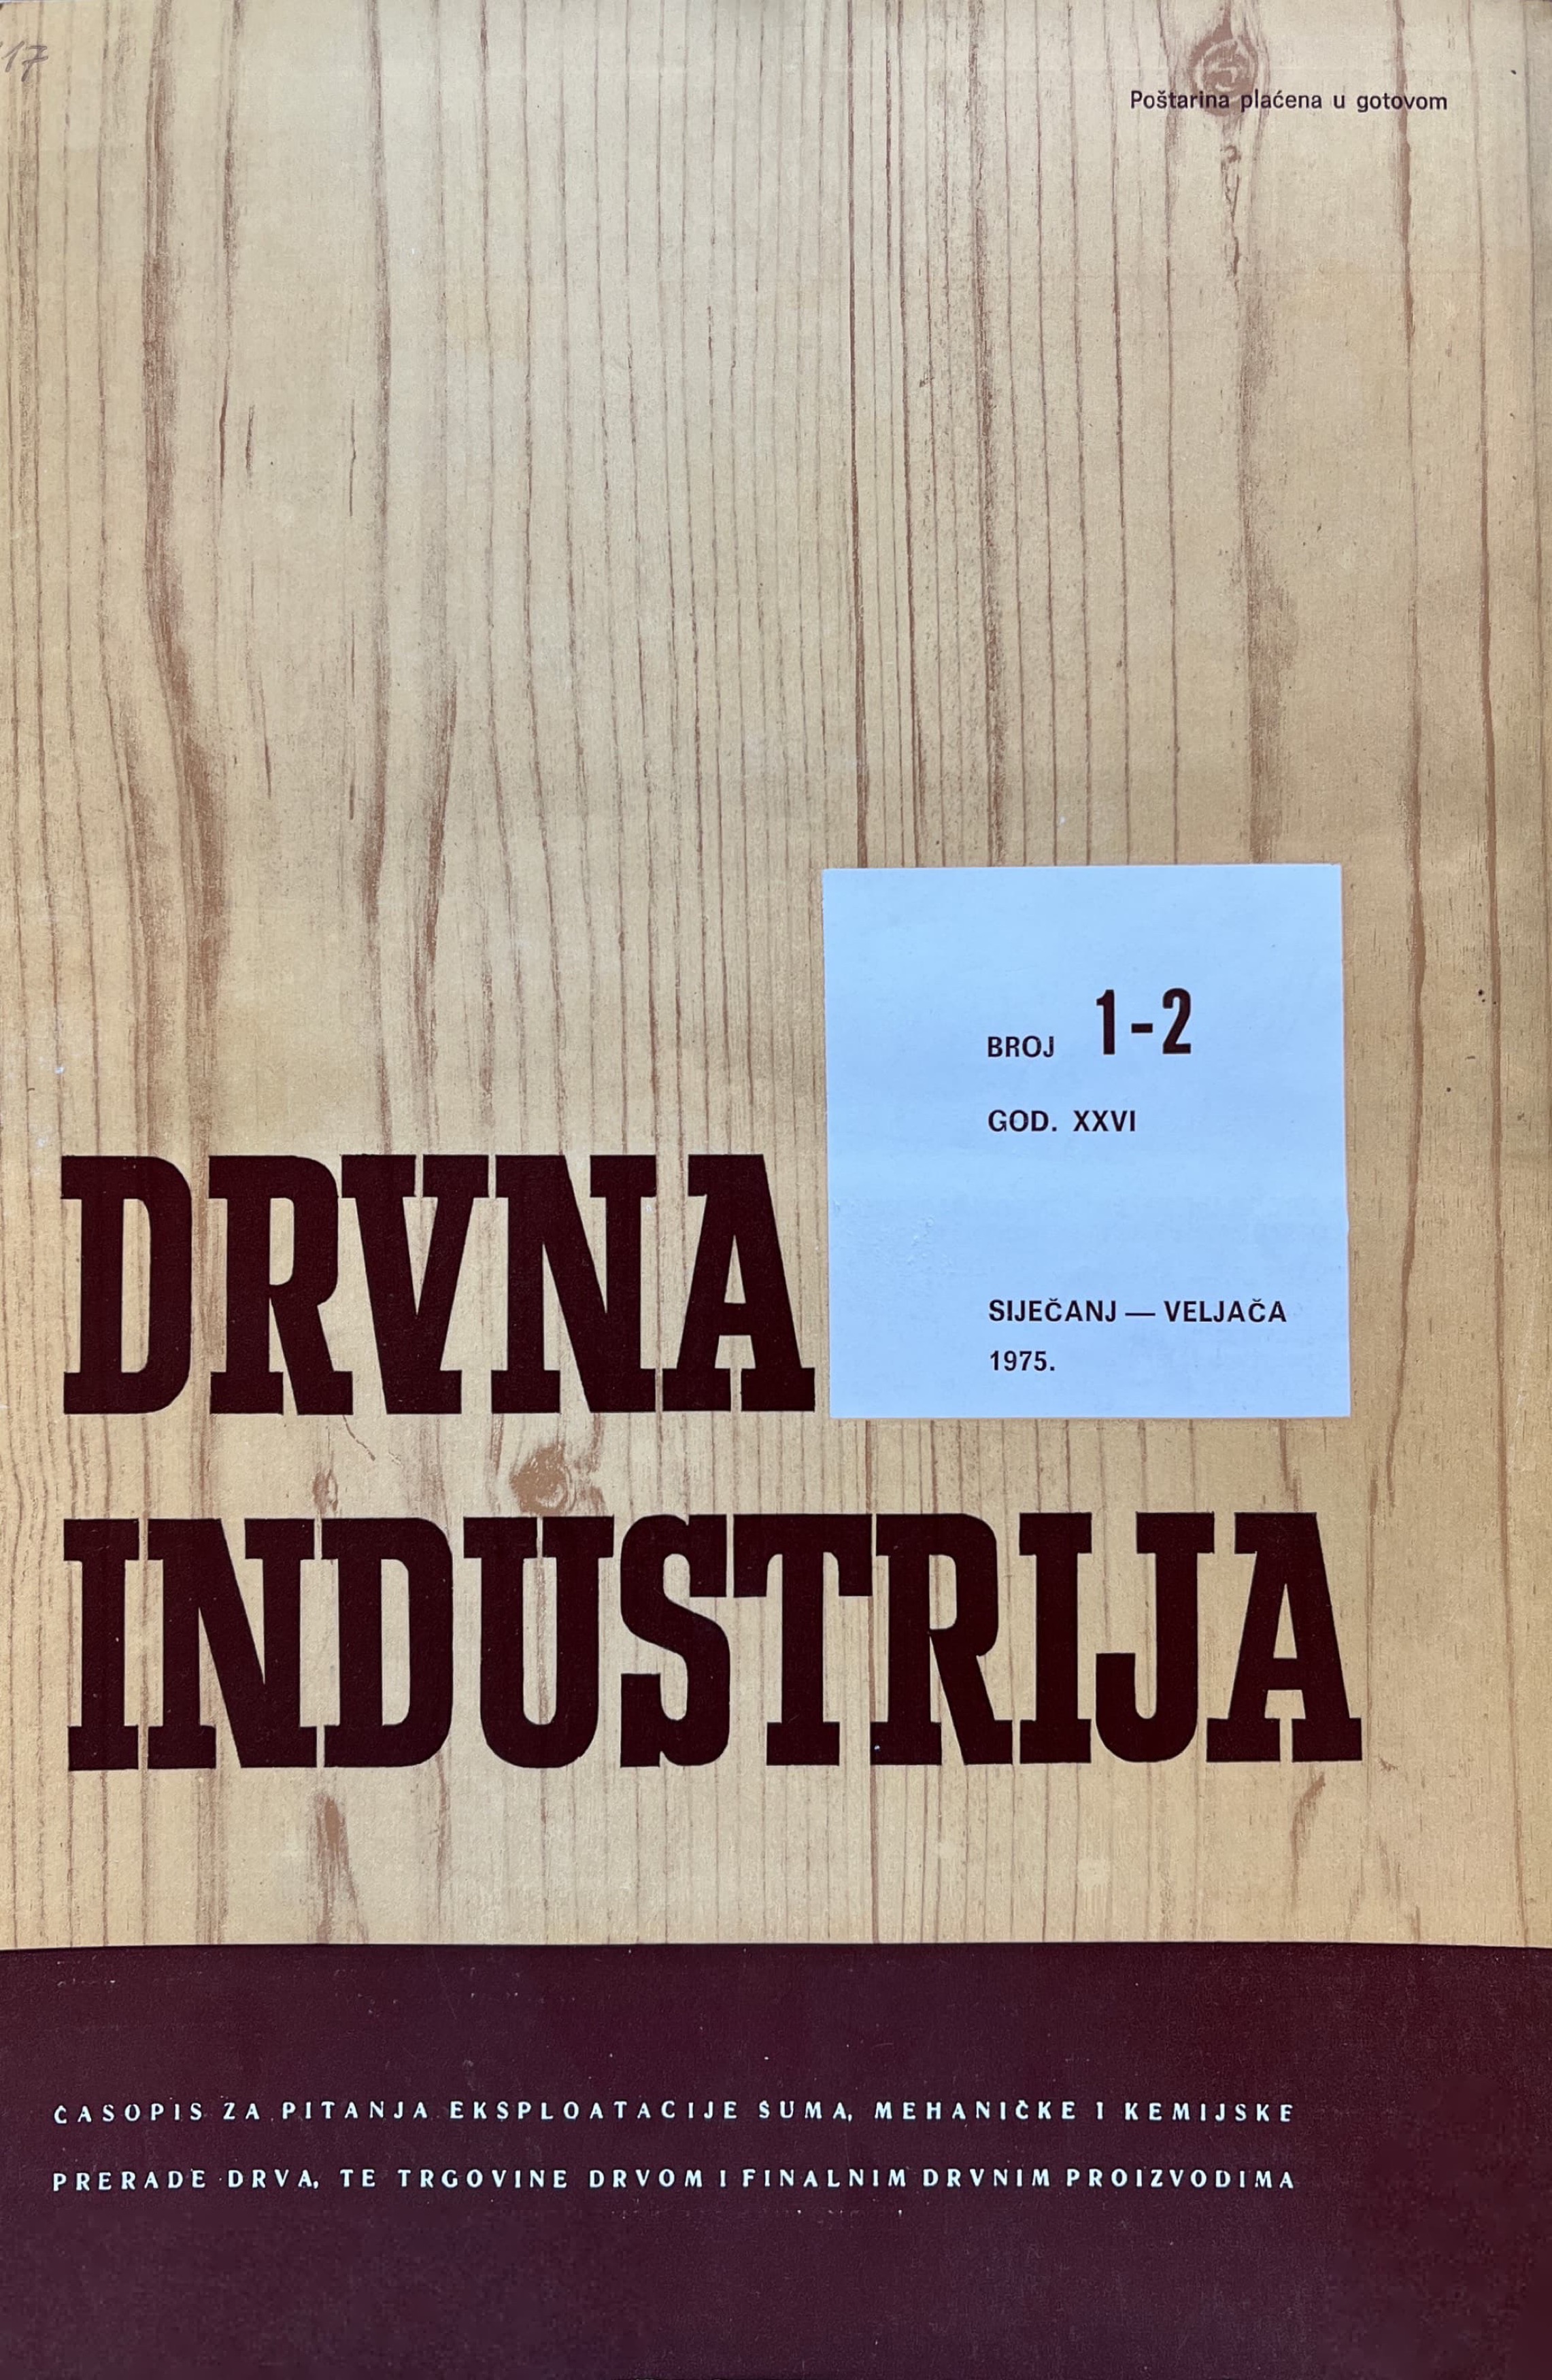 17
Poštarina plaćena u gotovom
BROJ 1-2
GOD. XXVI
SIJEČANJ — VELJAČA
1975.
DRVNA
INDUSTRIJA
ČASOPIS ZA PITANJA EKSPLOATACIJE ŠUMA, MEHANIČKE I KEMIJSKE
PRERADE DRVA, TE TRGOVINE DRVOM I FINALNIM DRVNIM PROIZVODIMA